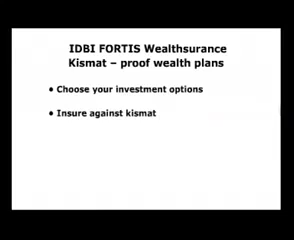 IDBI FORTIS Wealthsurance
Kismat – proof wealth plans
• Choose your investment options
• Insure against kismat